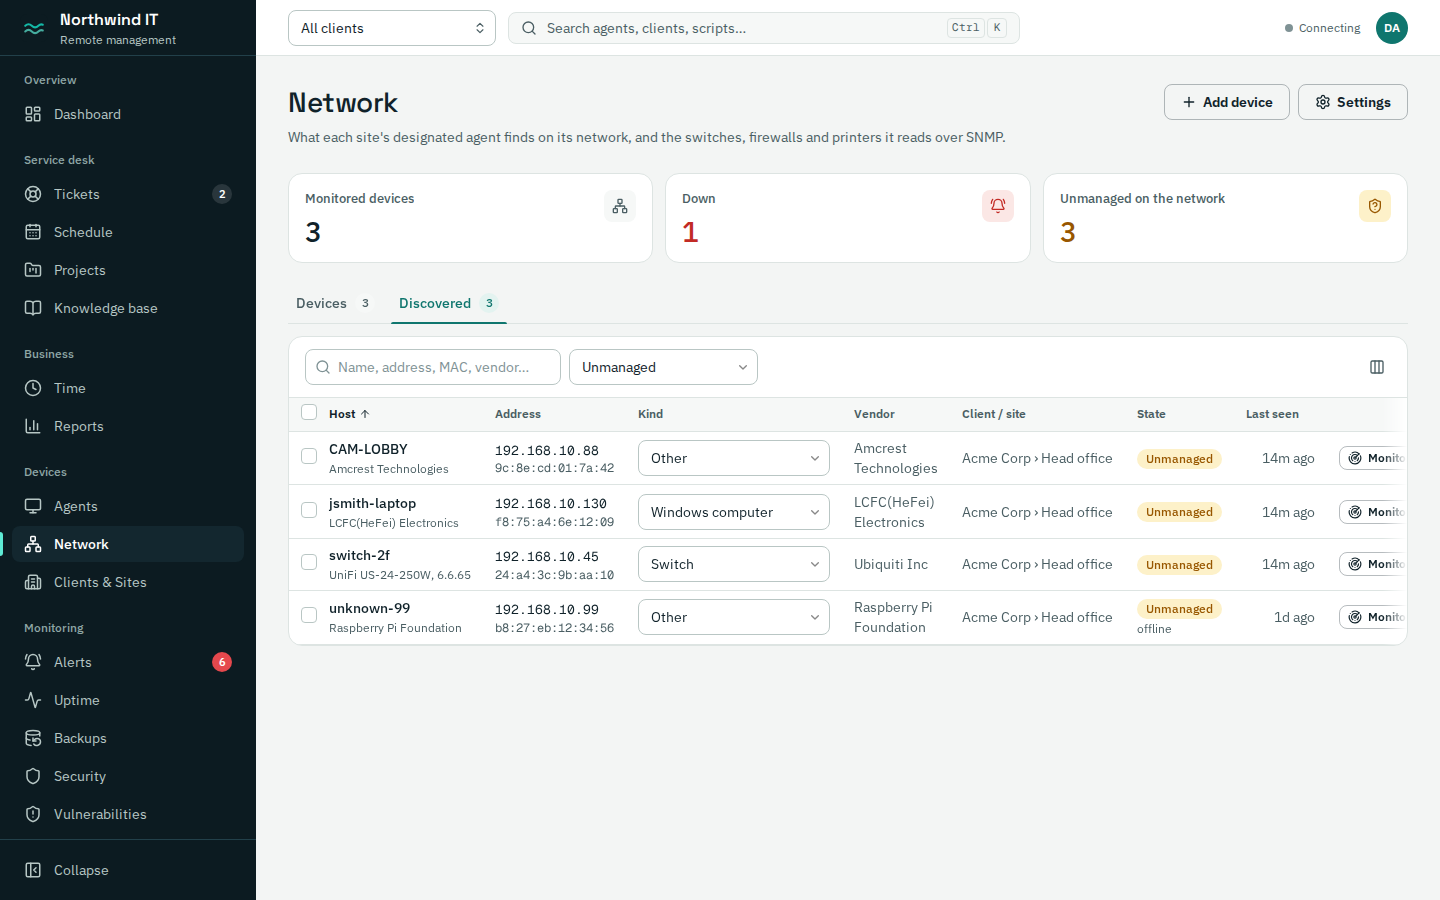 Northwind IT
Remote management
Overview
Dashboard
Service desk
Tickets 2
Schedule
Projects
Knowledge base
Business
Time
Reports
Devices
Agents
Network
Clients & Sites
Monitoring
Alerts 6
Uptime
Backups
Security
Vulnerabilities
Collapse
All clients
Search agents, clients, scripts... Ctrl K
Connecting
DA
Network
Add device
Settings
What each site's designated agent finds on its network, and the switches, firewalls and printers it reads over SNMP.
Monitored devices
3
Down
1
Unmanaged on the network
3
Devices 3
Discovered 3
Name, address, MAC, vendor...
Unmanaged
Host Address Kind Vendor Client / site State Last seen
CAM-LOBBY
Amcrest Technologies
192.168.10.88
9c:8e:cd:01:7a:42
Other
Amcrest
Technologies
Acme Corp › Head office
Unmanaged
14m ago
Monito
jsmith-laptop
LCFC(HeFei) Electronics
192.168.10.130
f8:75:a4:6e:12:09
Windows computer
LCFC(HeFei)
Electronics
Acme Corp › Head office
Unmanaged
14m ago
Monito
switch-2f
UniFi US-24-250W, 6.6.65
192.168.10.45
24:a4:3c:9b:aa:10
Switch
Ubiquiti Inc
Acme Corp › Head office
Unmanaged
14m ago
Monito
unknown-99
Raspberry Pi Foundation
192.168.10.99
b8:27:eb:12:34:56
Other
Raspberry Pi
Foundation
Acme Corp › Head office
Unmanaged
offline
1d ago
Monito